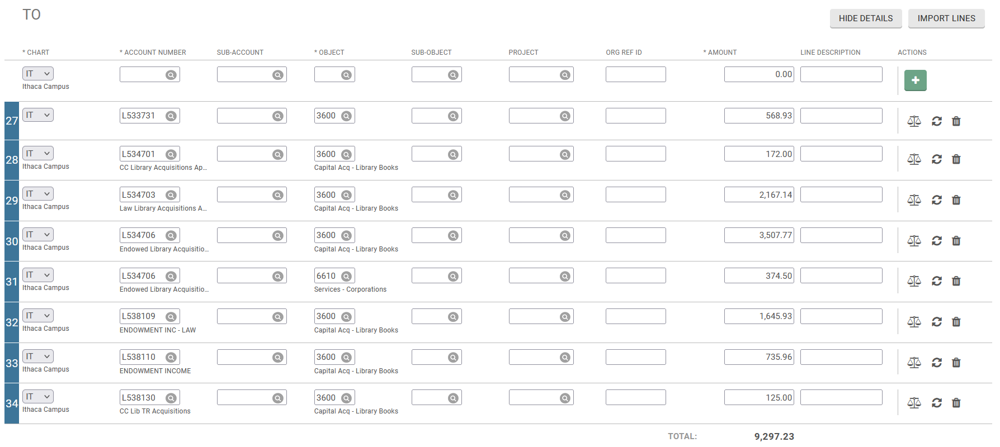 TO
HIDE DETAILS IMPORT LINES
* CHART * ACCOUNT NUMBER SUB-ACCOUNT * OBJECT SUB-OBJECT PROJECT ORG REF ID * AMOUNT LINE DESCRIPTION ACTIONS
IT 0.00
Ithaca Campus
27 IT L533731 3600 568.93
28 IT L534701 3600 172.00
Ithaca Campus CC Library Acquisitions Ap... Capital Acq - Library Books
29 IT L534703 3600 2,167.14
Ithaca Campus Law Library Acquisitions A... Capital Acq - Library Books
30 IT L534706 3600 3,507.77
Ithaca Campus Endowed Library Acquisitio... Capital Acq - Library Books
31 IT L534706 6610 374.50
Ithaca Campus Endowed Library Acquisitio... Services - Corporations
32 IT L538109 3600 1,645.93
Ithaca Campus ENDOWMENT INC - LAW Capital Acq - Library Books
33 IT L538110 3600 735.96
Ithaca Campus ENDOWMENT INCOME Capital Acq - Library Books
34 IT L538130 3600 125.00
Ithaca Campus CC Lib TR Acquisitions Capital Acq - Library Books
TOTAL: 9,297.23